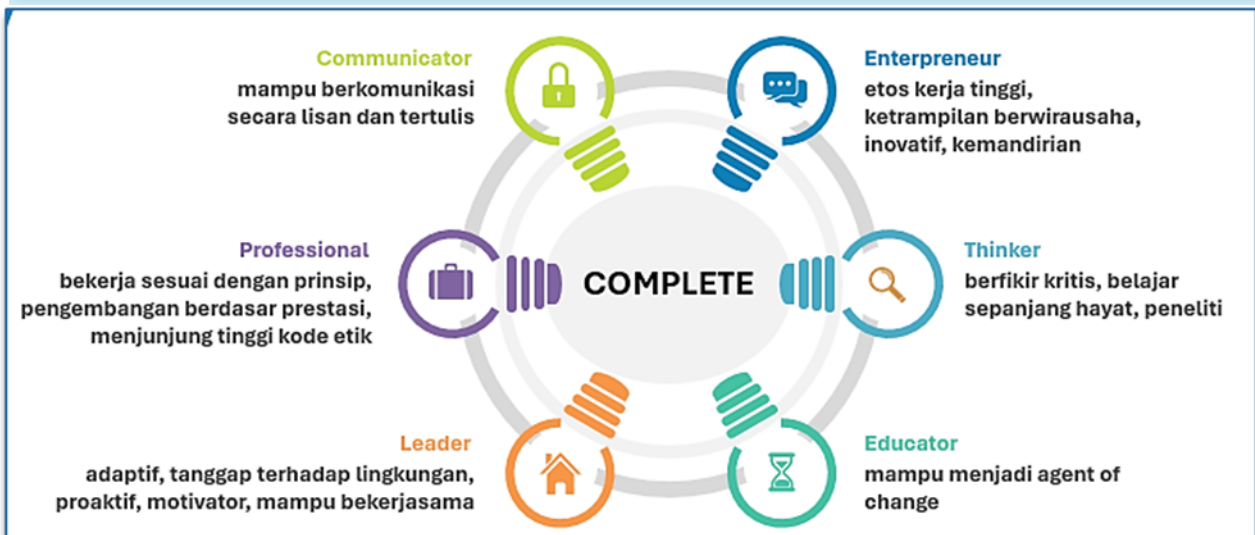 Communicator
mampu berkomunikasi
secara lisan dan tertulis
Enterpreneur
etos kerja tinggi,
ketrampilan berwirausaha,
inovatif, kemandirian
Professional
bekerja sesuai dengan prinsip,
pengembangan berdasar prestasi,
menjunjung tinggi kode etik
COMPLETE
Thinker
berfikir kritis, belajar
sepanjang hayat, peneliti
Leader
adaptif, tanggap terhadap lingkungan,
proaktif, motivator, mampu bekerjasama
Educator
mampu menjadi agent of
change